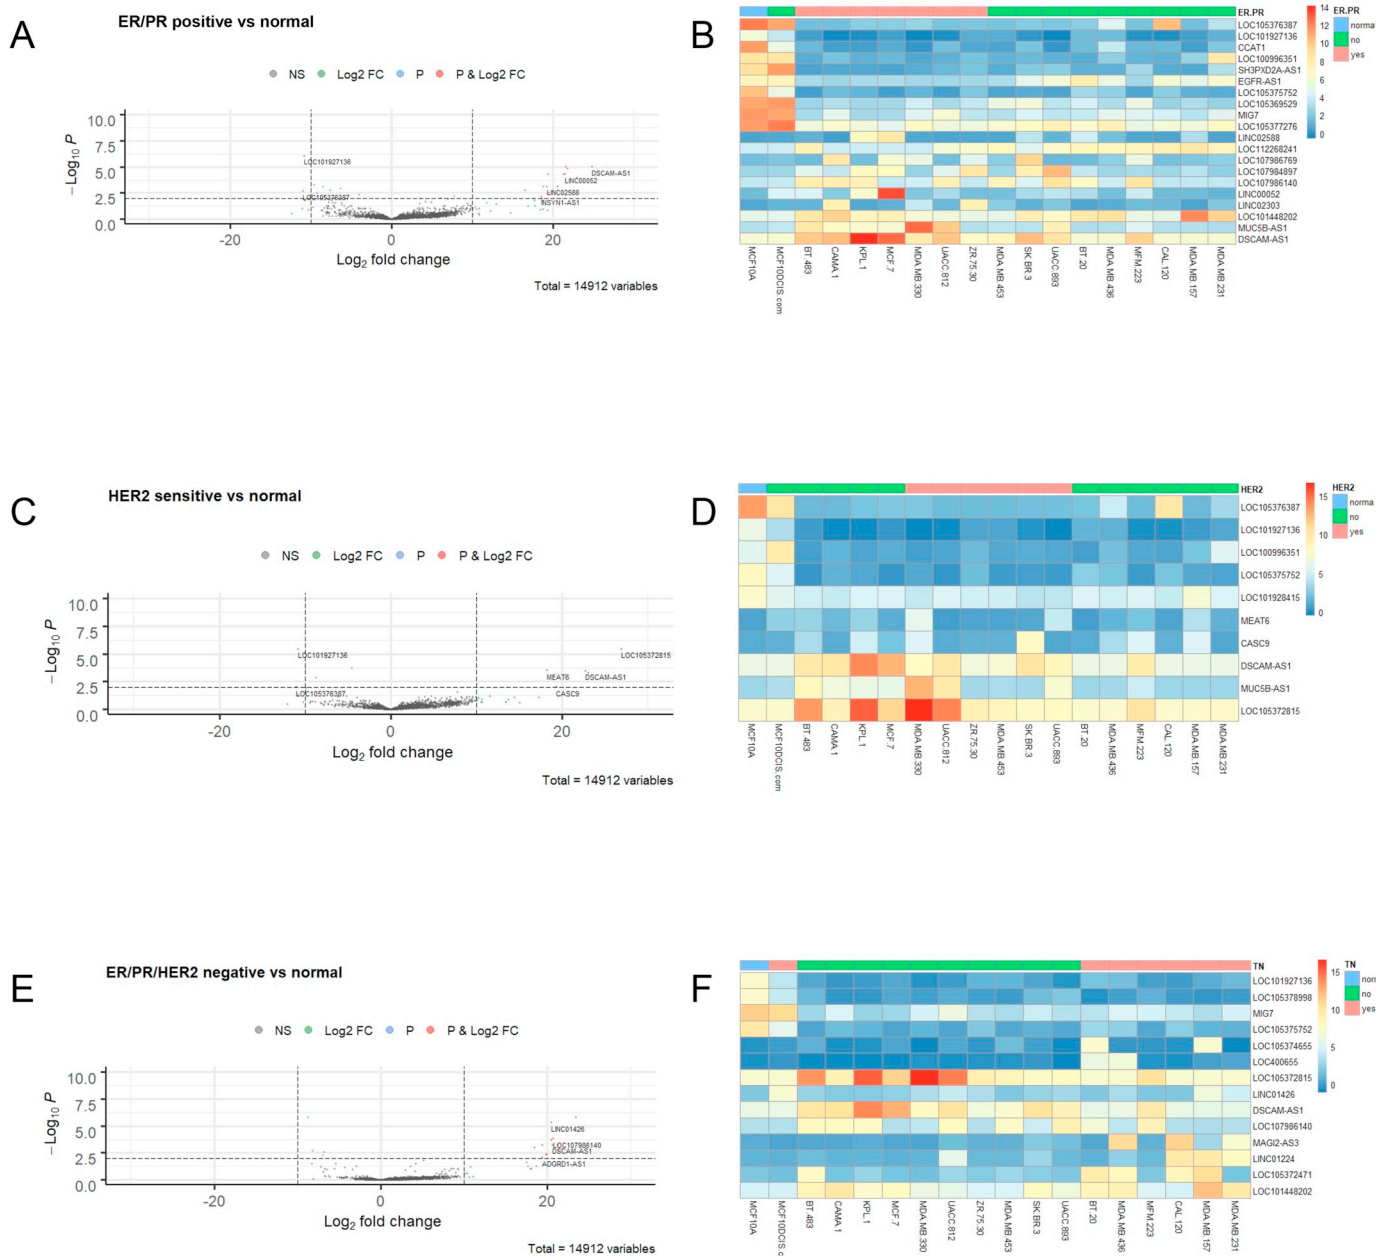 A
ER/PR positive vs normal
NS Log2 FC P P & Log2 FC
−Log10 P
10.0
7.5
5.0
2.5
0.0
LOC101927136
DSCAM-AS1
LINC00052
LINC02588
LOC105376387
INSYN1-AS1
-20 0 20
Log2 fold change
Total = 14912 variables
B
ER.PR
LOC105376387
LOC101927136
CCAT1
LOC100996351
SH3PXD2A-AS1
EGFR-AS1
LOC105375752
LOC105369529
MIG7
LOC105377276
LINC02588
LOC112268241
LOC107986769
LOC107984897
LOC107986140
LINC00052
LINC02303
LOC101448202
MUC5B-AS1
DSCAM-AS1
14
12
10
8
6
4
2
0
ER.PR
norma
no
yes
MCF10A MCF10DCIS.com BT.483 CAMA.1 KPL.1 MCF.7 MDA.MB.330 UACC.812 ZR.75.30 MDA.MB.453 SK.BR.3 UACC.893 BT.20 MDA.MB.436 MFM.223 CAL.120 MDA.MB.157 MDA.MB.231
C
HER2 sensitive vs normal
NS Log2 FC P P & Log2 FC
−Log10 P
10.0
7.5
5.0
2.5
0.0
LOC101927136
LOC105372815
MEAT6
DSCAM-AS1
LOC105376387
CASC9
-20 0 20
Log2 fold change
Total = 14912 variables
D
HER2
LOC105376387
LOC101927136
LOC100996351
LOC105375752
LOC101928415
MEAT6
CASC9
DSCAM-AS1
MUC5B-AS1
LOC105372815
15
10
5
0
HER2
norma
no
yes
MCF10A MCF10DCIS.com BT.483 CAMA.1 KPL.1 MCF.7 MDA.MB.330 UACC.812 ZR.75.30 MDA.MB.453 SK.BR.3 UACC.893 BT.20 MDA.MB.436 MFM.223 CAL.120 MDA.MB.157 MDA.MB.231
E
ER/PR/HER2 negative vs normal
NS Log2 FC P P & Log2 FC
−Log10 P
10.0
7.5
5.0
2.5
0.0
LINC01426
LOC107986140
DSCAM-AS1
ADGRD1-AS1
-20 0 20
Log2 fold change
Total = 14912 variables
F
TN
LOC101927136
LOC105378998
MIG7
LOC105375752
LOC105374655
LOC400655
LOC105372815
LINC01426
DSCAM-AS1
LOC107986140
MAGI2-AS3
LINC01224
LOC105372471
LOC101448202
15
10
5
0
TN
norr
no
yes
MCF10A MCF10DCIS.c BT.483 CAMA.1 KPL.1 MCF.7 MDA.MB.330 UACC.812 ZR.75.30 MDA.MB.453 SK.BR.3 UACC.893 BT.20 MDA.MB.436 MFM.223 CAL.120 MDA.MB.157 MDA.MB.231